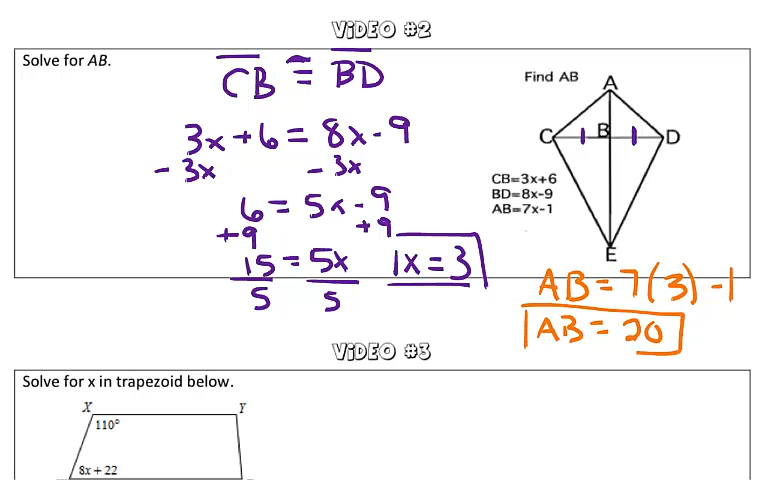 ViDEO #2
Solve for AB.
CB ≅ BD
3x + 6 = 8x - 9
- 3x - 3x
6 = 5x - 9
+9 +9
15 = 5x
5 5
x = 3
Find AB
A
C B D
CB=3x+6
BD=8x-9
AB=7x-1
E
AB = 7(3) - 1
AB = 20
ViDEO #3
Solve for x in trapezoid below.
X Y
110°
8x + 22